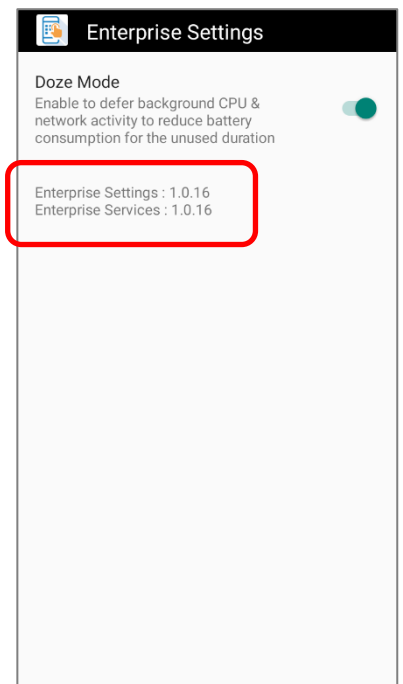 Enterprise Settings
Doze Mode
Enable to defer background CPU &
network activity to reduce battery
consumption for the unused duration
Enterprise Settings : 1.0.16
Enterprise Services : 1.0.16